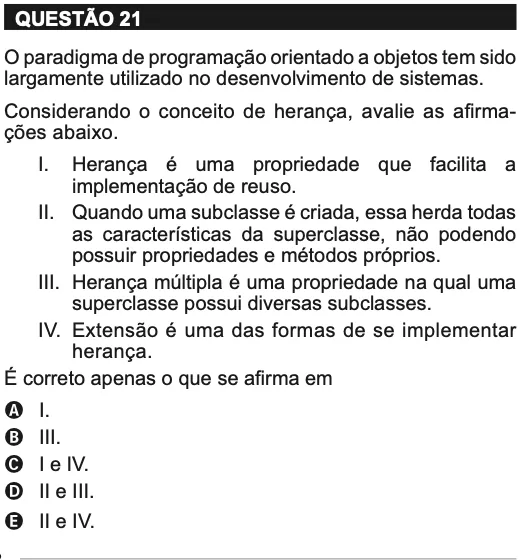 QUESTÃO 21
O paradigma de programação orientado a objetos tem sido
largamente utilizado no desenvolvimento de sistemas.
Considerando o conceito de herança, avalie as afirma-
ções abaixo.
I. Herança é uma propriedade que facilita a
implementação de reuso.
II. Quando uma subclasse é criada, essa herda todas
as características da superclasse, não podendo
possuir propriedades e métodos próprios.
III. Herança múltipla é uma propriedade na qual uma
superclasse possui diversas subclasses.
IV. Extensão é uma das formas de se implementar
herança.
É correto apenas o que se afirma em
A I.
B III.
C I e IV.
D II e III.
E II e IV.